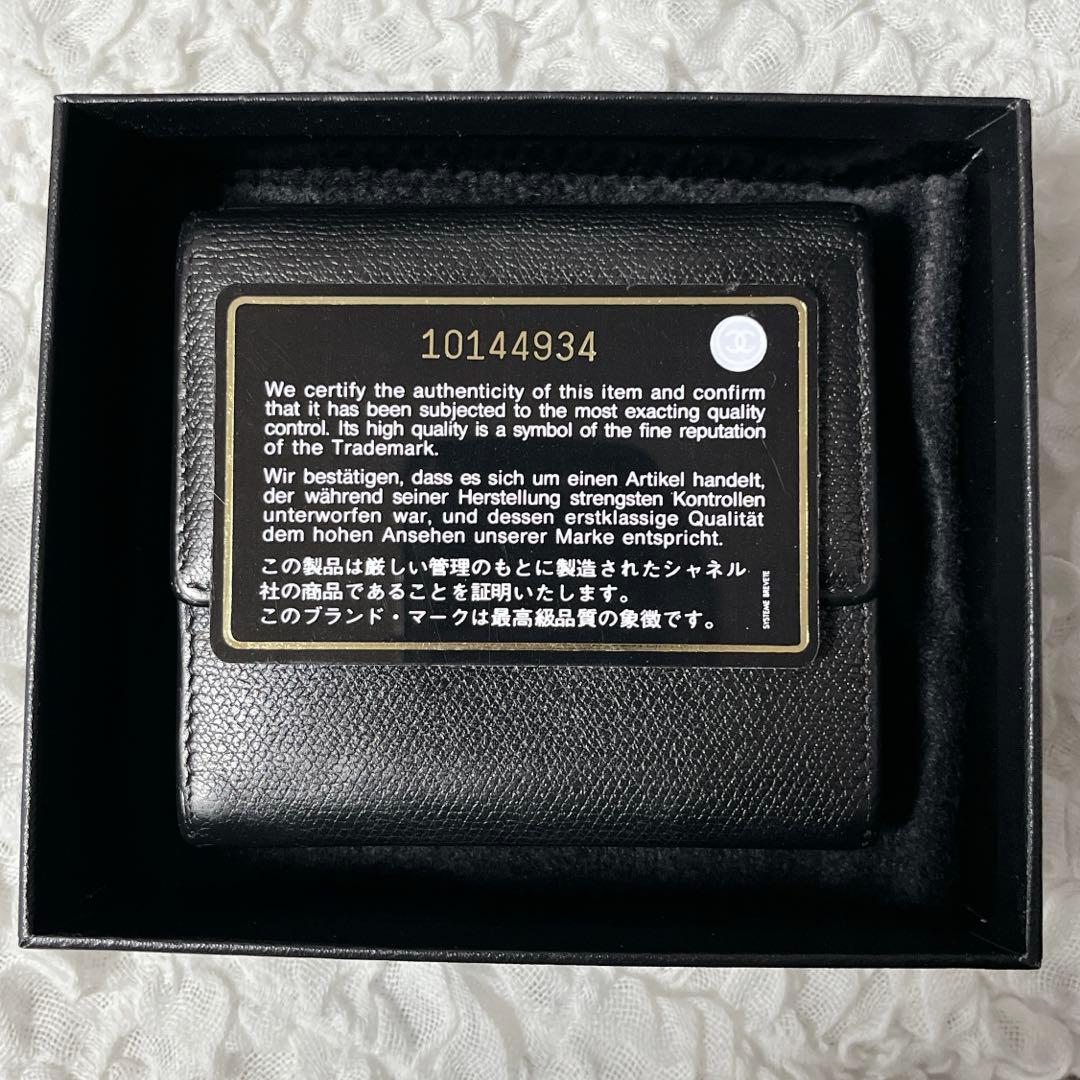 10144934
We certify the authenticity of this item and confirm
that it has been subjected to the most exacting quality
control. Its high quality is a symbol of the fine reputation
of the Trademark.
Wir bestätigen, dass es sich um einen Artikel handelt,
der während seiner Herstellung strengsten Kontrollen
unterworfen war, und dessen erstklassige Qualität
dem hohen Ansehen unserer Marke entspricht.
この製品は厳しい管理のもとに製造されたシャネル
社の商品であることを証明いたします。
このブランド・マークは最高級品質の象徴です。
SYSTEME BREVETE